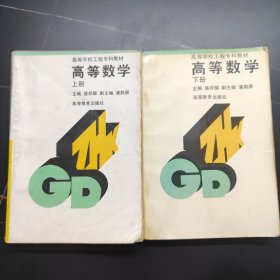 高等学校工程专科教材
高等数学
上册
主编 盛祥耀 副主编 潘鹤屏
高等教育出版社
GD
高等学校工程专科教材
高等数学
下册
主编 盛祥耀 副主编 潘鹤屏
高等教育出版社
GD